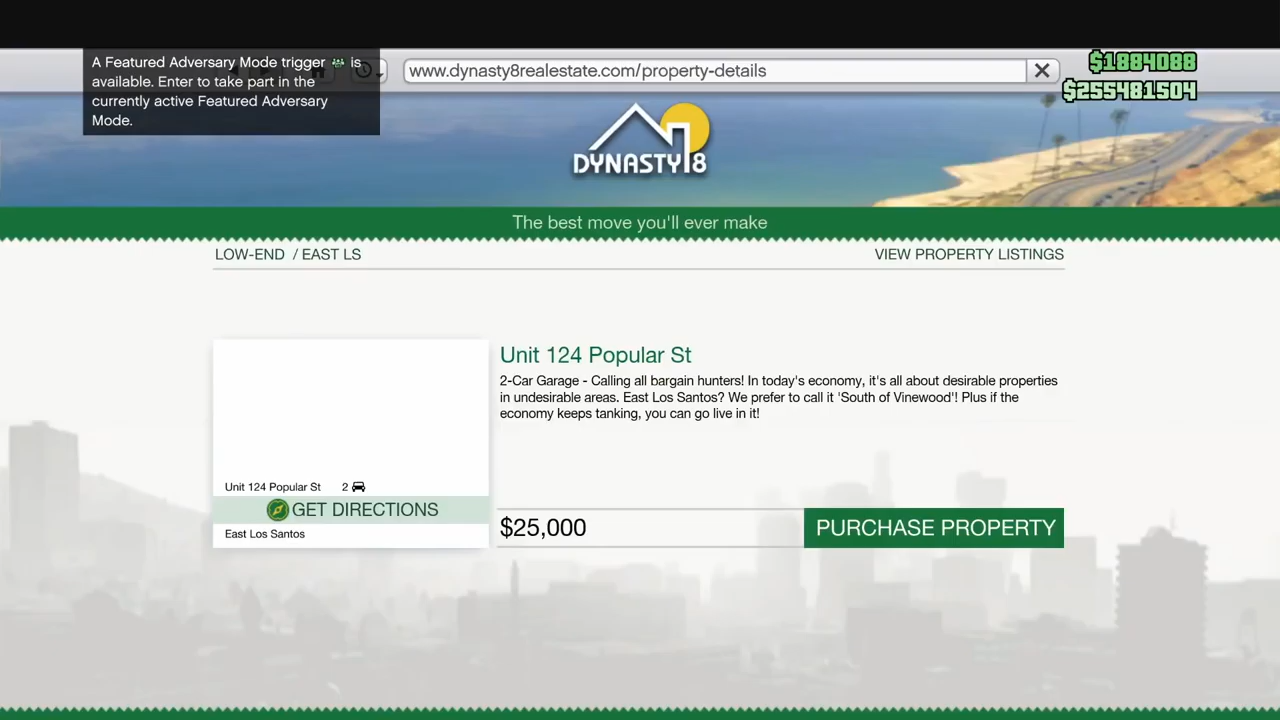 A Featured Adversary Mode trigger is
available. Enter to take part in the
currently active Featured Adversary
Mode.
www.dynasty8realestate.com/property-details
$1884088
$255481504
DYNASTY8
The best move you'll ever make
LOW-END / EAST LS
VIEW PROPERTY LISTINGS
Unit 124 Popular St
2-Car Garage - Calling all bargain hunters! In today's economy, it's all about desirable properties
in undesirable areas. East Los Santos? We prefer to call it 'South of Vinewood'! Plus if the
economy keeps tanking, you can go live in it!
Unit 124 Popular St 2
GET DIRECTIONS
East Los Santos
$25,000
PURCHASE PROPERTY